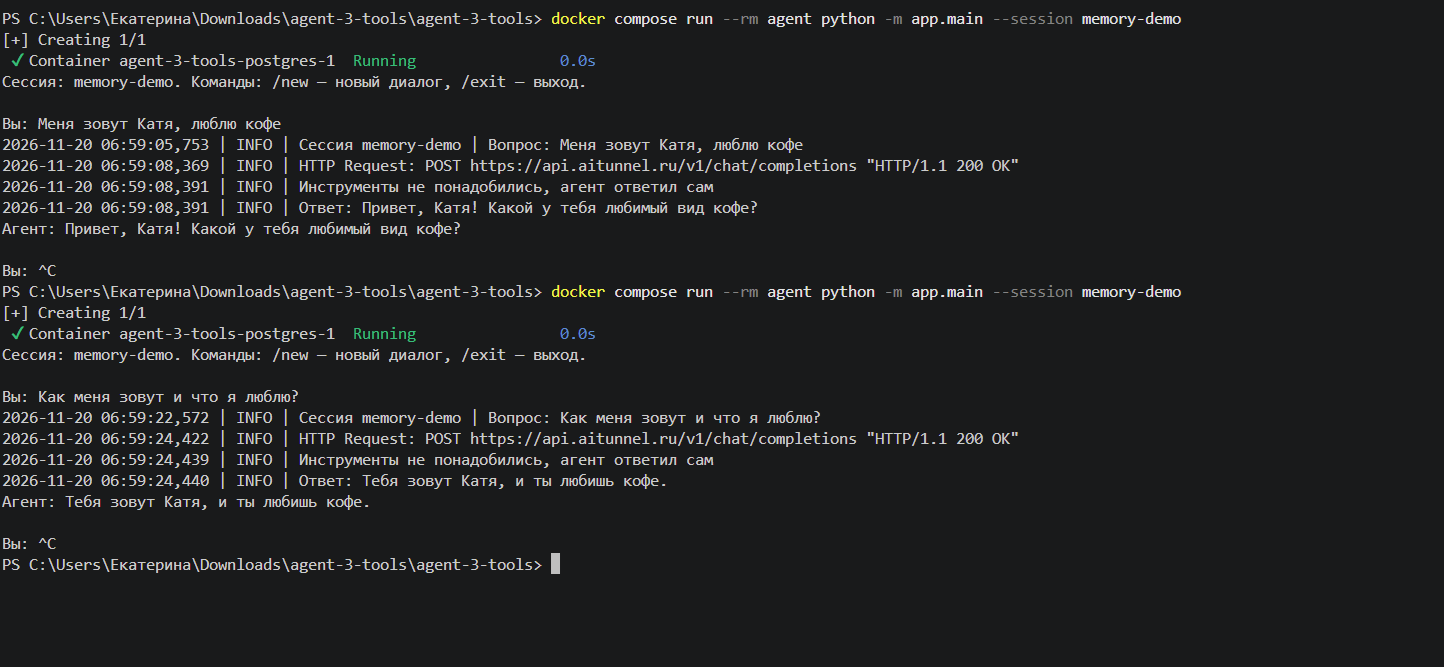 PS C:\Users\Екатерина\Downloads\agent-3-tools\agent-3-tools> docker compose run --rm agent python -m app.main --session memory-demo
[+] Creating 1/1
✓ Container agent-3-tools-postgres-1  Running  0.0s
Сессия: memory-demo. Команды: /new — новый диалог, /exit — выход.
Вы: Меня зовут Катя, люблю кофе
2026-11-20 06:59:05,753 | INFO | Сессия memory-demo | Вопрос: Меня зовут Катя, люблю кофе
2026-11-20 06:59:08,369 | INFO | HTTP Request: POST https://api.aitunnel.ru/v1/chat/completions "HTTP/1.1 200 OK"
2026-11-20 06:59:08,391 | INFO | Инструменты не понадобились, агент ответил сам
2026-11-20 06:59:08,391 | INFO | Ответ: Привет, Катя! Какой у тебя любимый вид кофе?
Агент: Привет, Катя! Какой у тебя любимый вид кофе?
Вы: ^C
PS C:\Users\Екатерина\Downloads\agent-3-tools\agent-3-tools> docker compose run --rm agent python -m app.main --session memory-demo
[+] Creating 1/1
✓ Container agent-3-tools-postgres-1  Running  0.0s
Сессия: memory-demo. Команды: /new — новый диалог, /exit — выход.
Вы: Как меня зовут и что я люблю?
2026-11-20 06:59:22,572 | INFO | Сессия memory-demo | Вопрос: Как меня зовут и что я люблю?
2026-11-20 06:59:24,422 | INFO | HTTP Request: POST https://api.aitunnel.ru/v1/chat/completions "HTTP/1.1 200 OK"
2026-11-20 06:59:24,439 | INFO | Инструменты не понадобились, агент ответил сам
2026-11-20 06:59:24,440 | INFO | Ответ: Тебя зовут Катя, и ты любишь кофе.
Агент: Тебя зовут Катя, и ты любишь кофе.
Вы: ^C
PS C:\Users\Екатерина\Downloads\agent-3-tools\agent-3-tools>